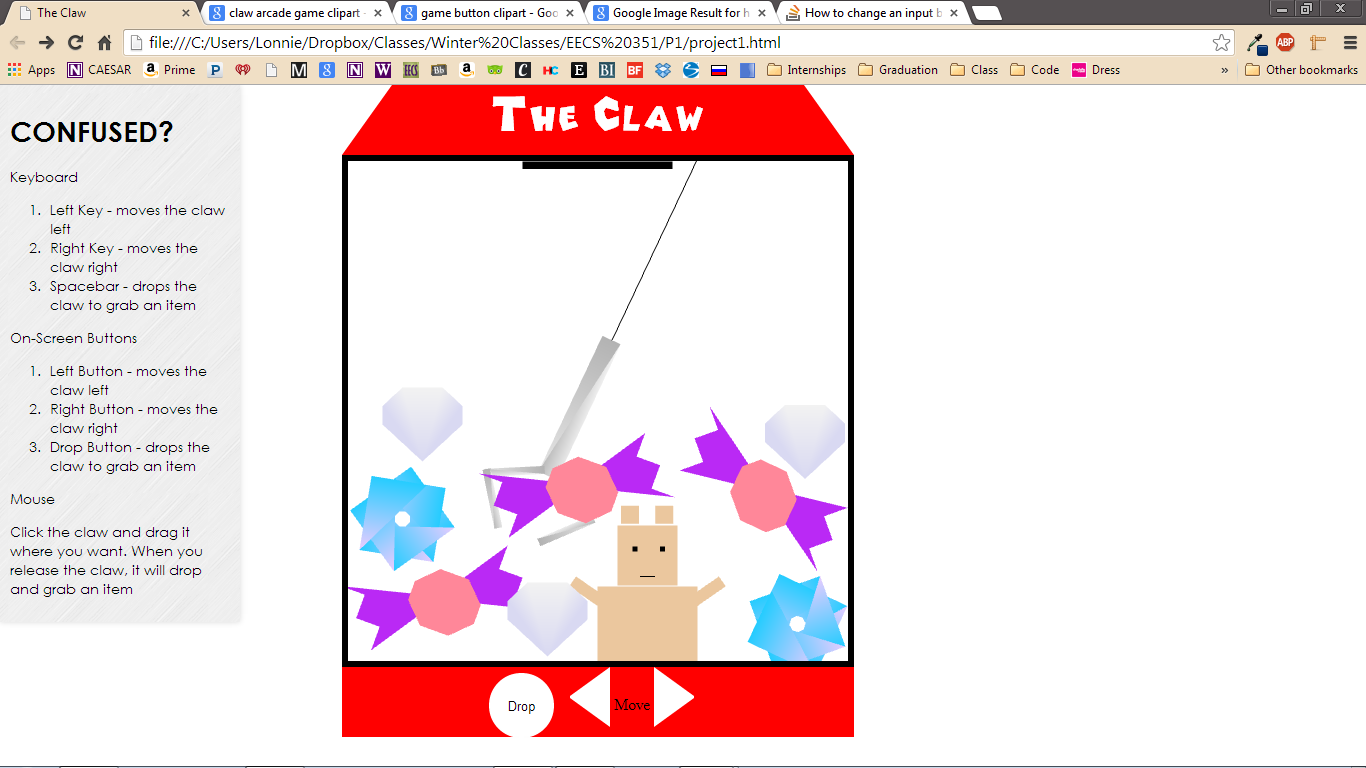 The Claw
claw arcade game clipart -
game button clipart - Goo
Google Image Result for h
How to change an input b
file:///C:/Users/Lonnie/Dropbox/Classes/Winter%20Classes/EECS%20351/P1/project1.html
Apps N CAESAR Prime M N W Bb C HC E BI BF Internships Graduation Class Code Dress » Other bookmarks
ABP
The Claw
CONFUSED?
Keyboard
1. Left Key - moves the claw
left
2. Right Key - moves the
claw right
3. Spacebar - drops the
claw to grab an item
On-Screen Buttons
1. Left Button - moves the
claw left
2. Right Button - moves the
claw right
3. Drop Button - drops the
claw to grab an item
Mouse
Click the claw and drag it
where you want. When you
release the claw, it will drop
and grab an item
Drop Move